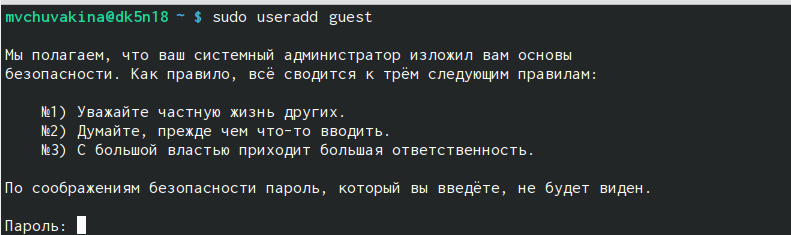 mvchuvakina@dk5n18 ~ $ sudo useradd guest
Мы полагаем, что ваш системный администратор изложил вам основы
безопасности. Как правило, всё сводится к трём следующим правилам:
№1) Уважайте частную жизнь других.
№2) Думайте, прежде чем что-то вводить.
№3) С большой властью приходит большая ответственность.
По соображениям безопасности пароль, который вы введёте, не будет виден.
Пароль: